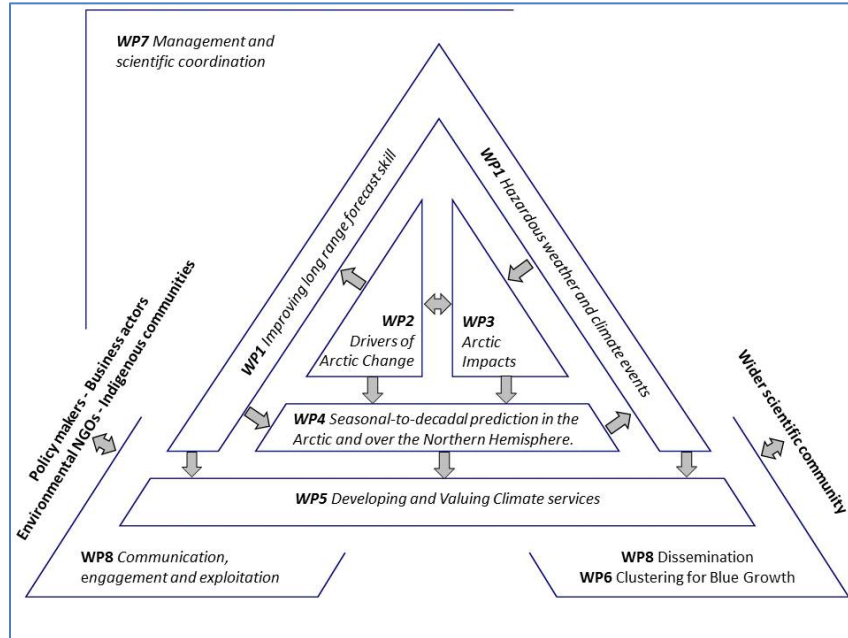 WP7 Management and
scientific coordination
WP1 Improving long range forecast skill
WP1 Hazardous weather and climate events
WP2
Drivers of
Arctic Change
WP3
Arctic
Impacts
Policy makers - Business actors
Environmental NGOs - Indigenous communities
Wider scientific community
WP4 Seasonal-to-decadal prediction in the
Arctic and over the Northern Hemisphere.
WP5 Developing and Valuing Climate services
WP8 Communication,
engagement and exploitation
WP8 Dissemination
WP6 Clustering for Blue Growth